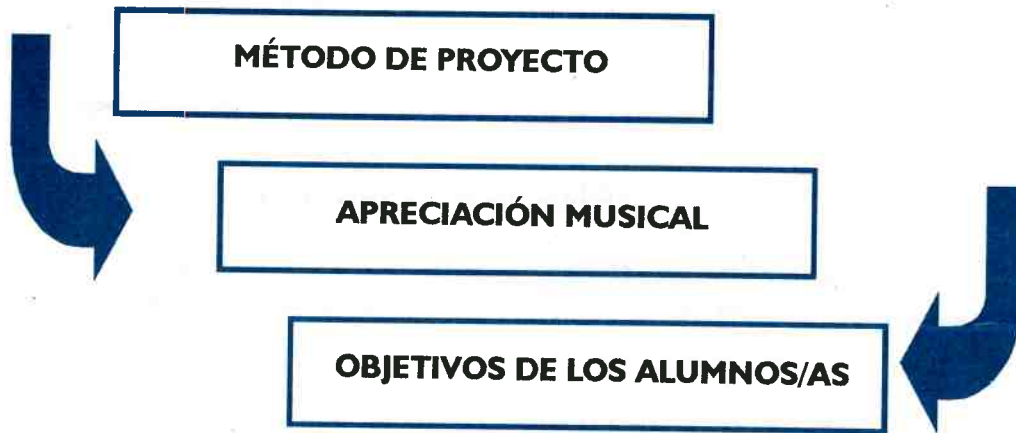 MÉTODO DE PROYECTO
APRECIACIÓN MUSICAL
OBJETIVOS DE LOS ALUMNOS/AS